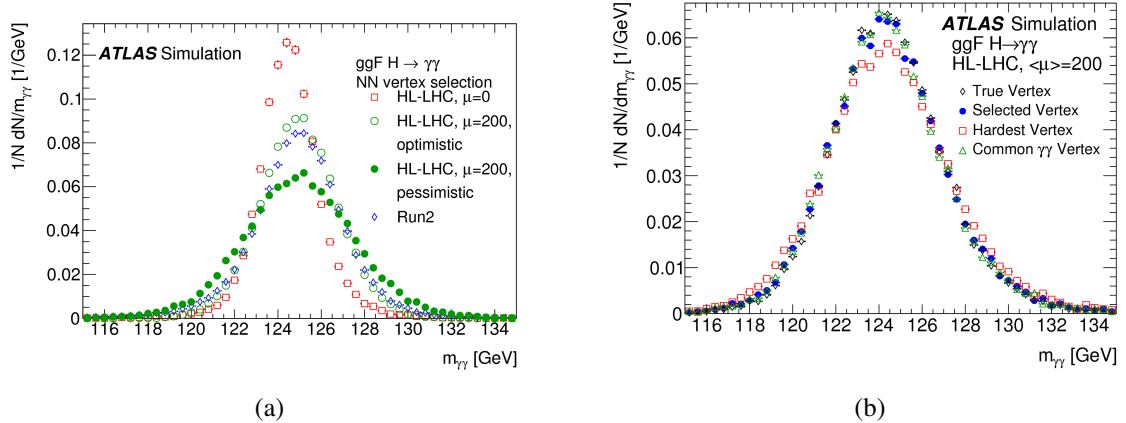 ATLAS Simulation
ggF H → γγ
NN vertex selection
HL-LHC, μ=0
HL-LHC, μ=200,
optimistic
HL-LHC, μ=200,
pessimistic
Run2
1/N dN/m_γγ [1/GeV]
0.12
0.1
0.08
0.06
0.04
0.02
0
116 118 120 122 124 126 128 130 132 134
m_γγ [GeV]
(a)
ATLAS Simulation
ggF H→γγ
HL-LHC, <μ>=200
True Vertex
Selected Vertex
Hardest Vertex
Common γγ Vertex
1/N dN/dm_γγ [1/GeV]
0.06
0.05
0.04
0.03
0.02
0.01
0
116 118 120 122 124 126 128 130 132 134
m_γγ [GeV]
(b)